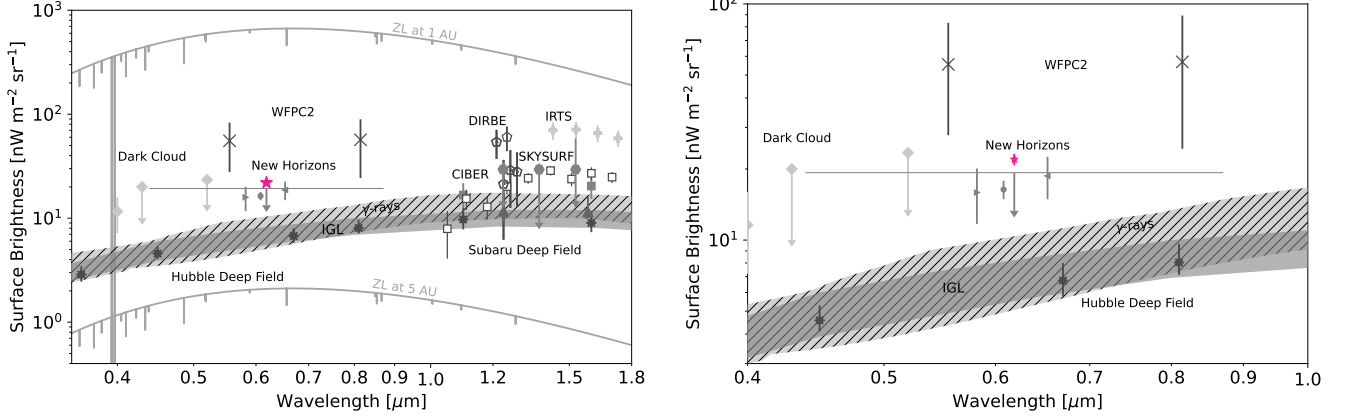 Surface Brightness [nW m⁻² sr⁻¹]
10³
10²
10¹
10⁰
ZL at 1 AU
WFPC2
DIRBE
IRTS
Dark Cloud
New Horizons
SKYSURF
CIBER
γ-rays
IGL
Subaru Deep Field
Hubble Deep Field
ZL at 5 AU
0.4 0.5 0.6 0.7 0.8 0.9 1.0 1.2 1.5 1.8
Wavelength [μm]
Surface Brightness [nW m⁻² sr⁻¹]
10²
10¹
WFPC2
Dark Cloud
New Horizons
γ-rays
IGL
Hubble Deep Field
0.4 0.5 0.6 0.7 0.8 0.9 1.0
Wavelength [μm]